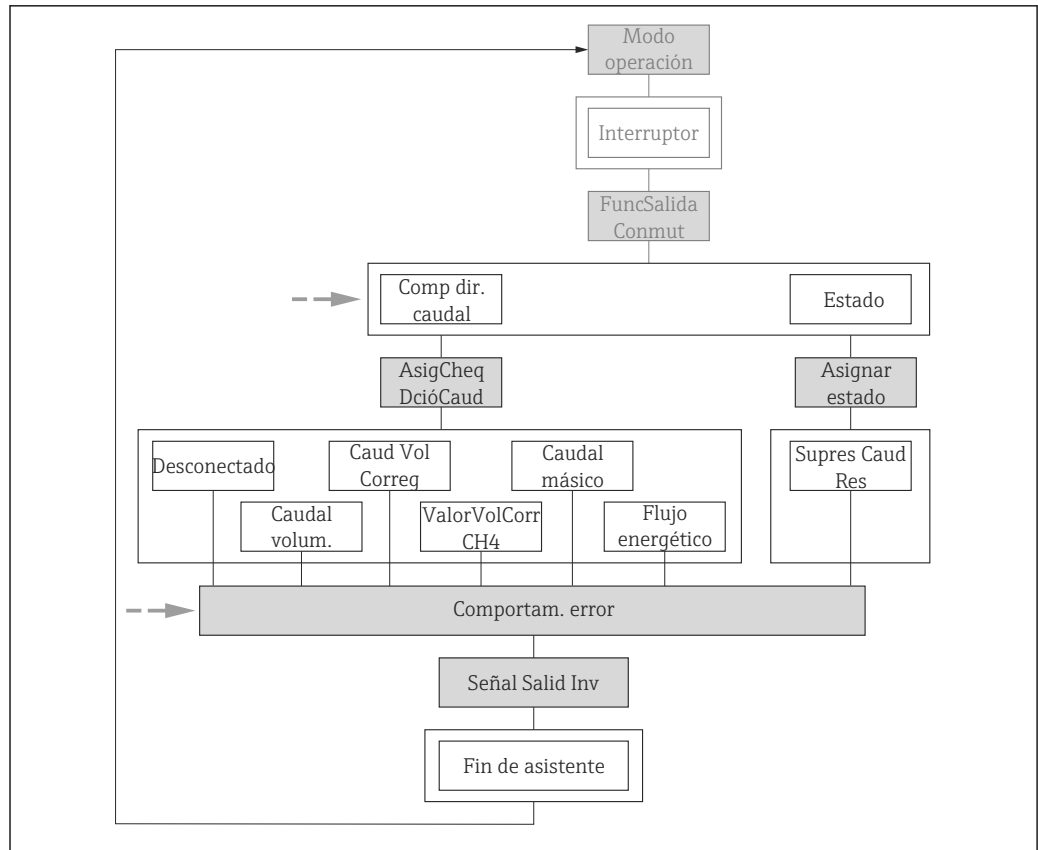 Modo
operación
Interruptor
FuncSalida
Conmut
Comp dir.
caudal
Estado
AsigCheq
DcióCaud
Asignar
estado
Desconectado
Caud Vol
Correg
Caudal
másico
Supres Caud
Res
Caudal
volum.
ValorVolCorr
CH4
Flujo
energético
Comportam. error
Señal Salid Inv
Fin de asistente